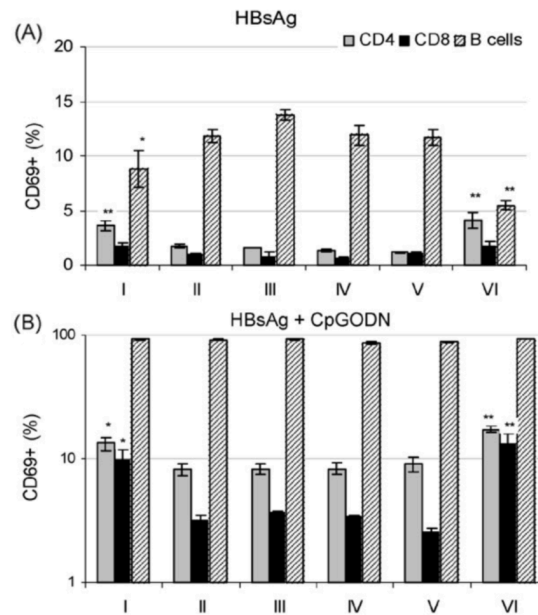 (A)
HBsAg
CD4 CD8 B cells
CD69+ (%)
20
15
10
5
0
** * ** **
I II III IV V VI
(B)
HBsAg + CpGODN
CD69+ (%)
100
10
1
* * ** **
I II III IV V VI